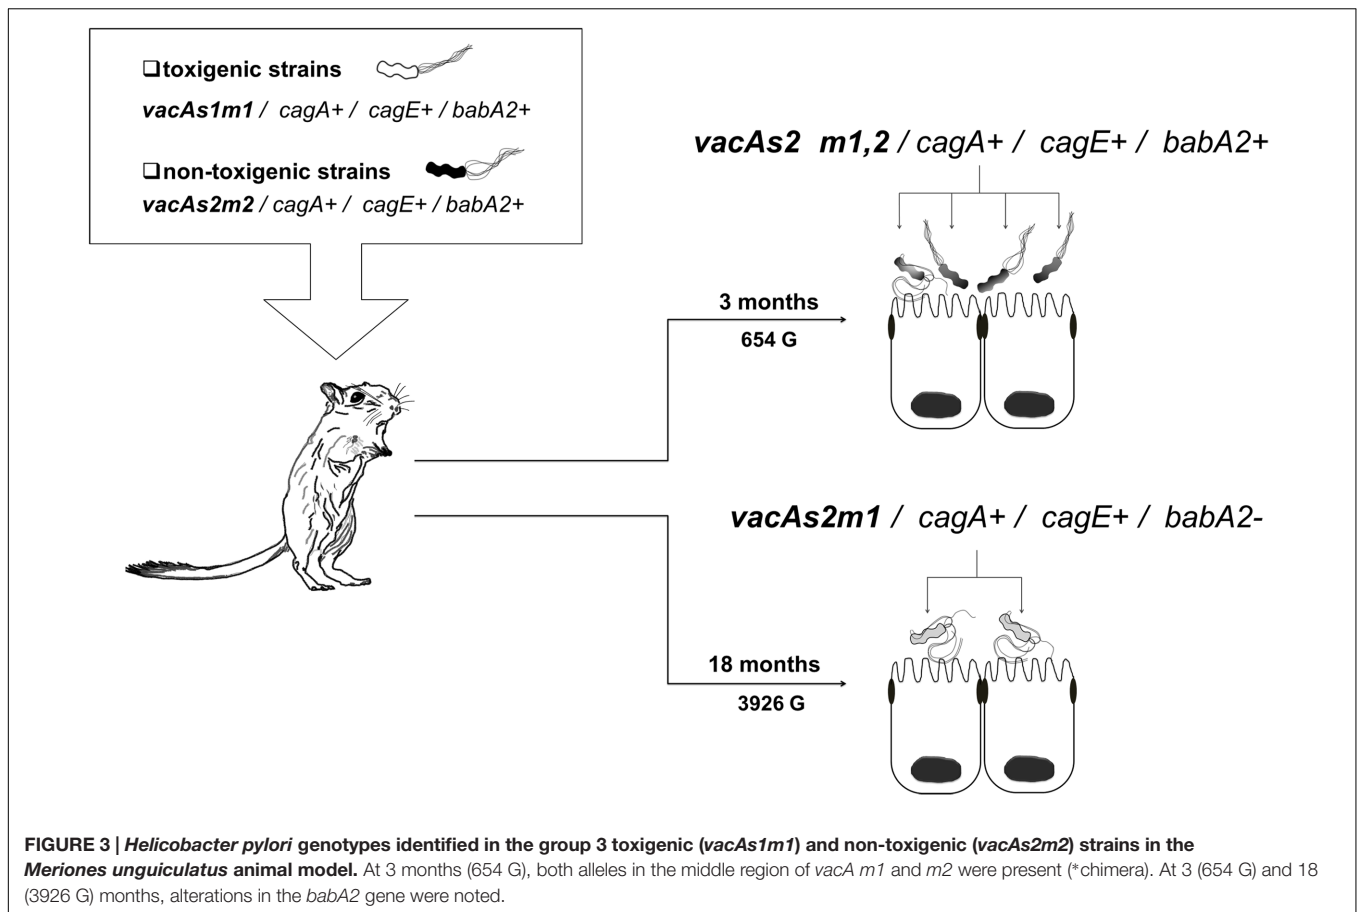 ❑toxigenic strains
vacAs1m1 / cagA+ / cagE+ / babA2+
❑non-toxigenic strains
vacAs2m2 / cagA+ / cagE+ / babA2+
vacAs2 m1,2 / cagA+ / cagE+ / babA2+
3 months
654 G
vacAs2m1 / cagA+ / cagE+ / babA2-
18 months
3926 G
FIGURE 3 | Helicobacter pylori genotypes identified in the group 3 toxigenic (vacAs1m1) and non-toxigenic (vacAs2m2) strains in the
Meriones unguiculatus animal model. At 3 months (654 G), both alleles in the middle region of vacA m1 and m2 were present (*chimera). At 3 (654 G) and 18
(3926 G) months, alterations in the babA2 gene were noted.